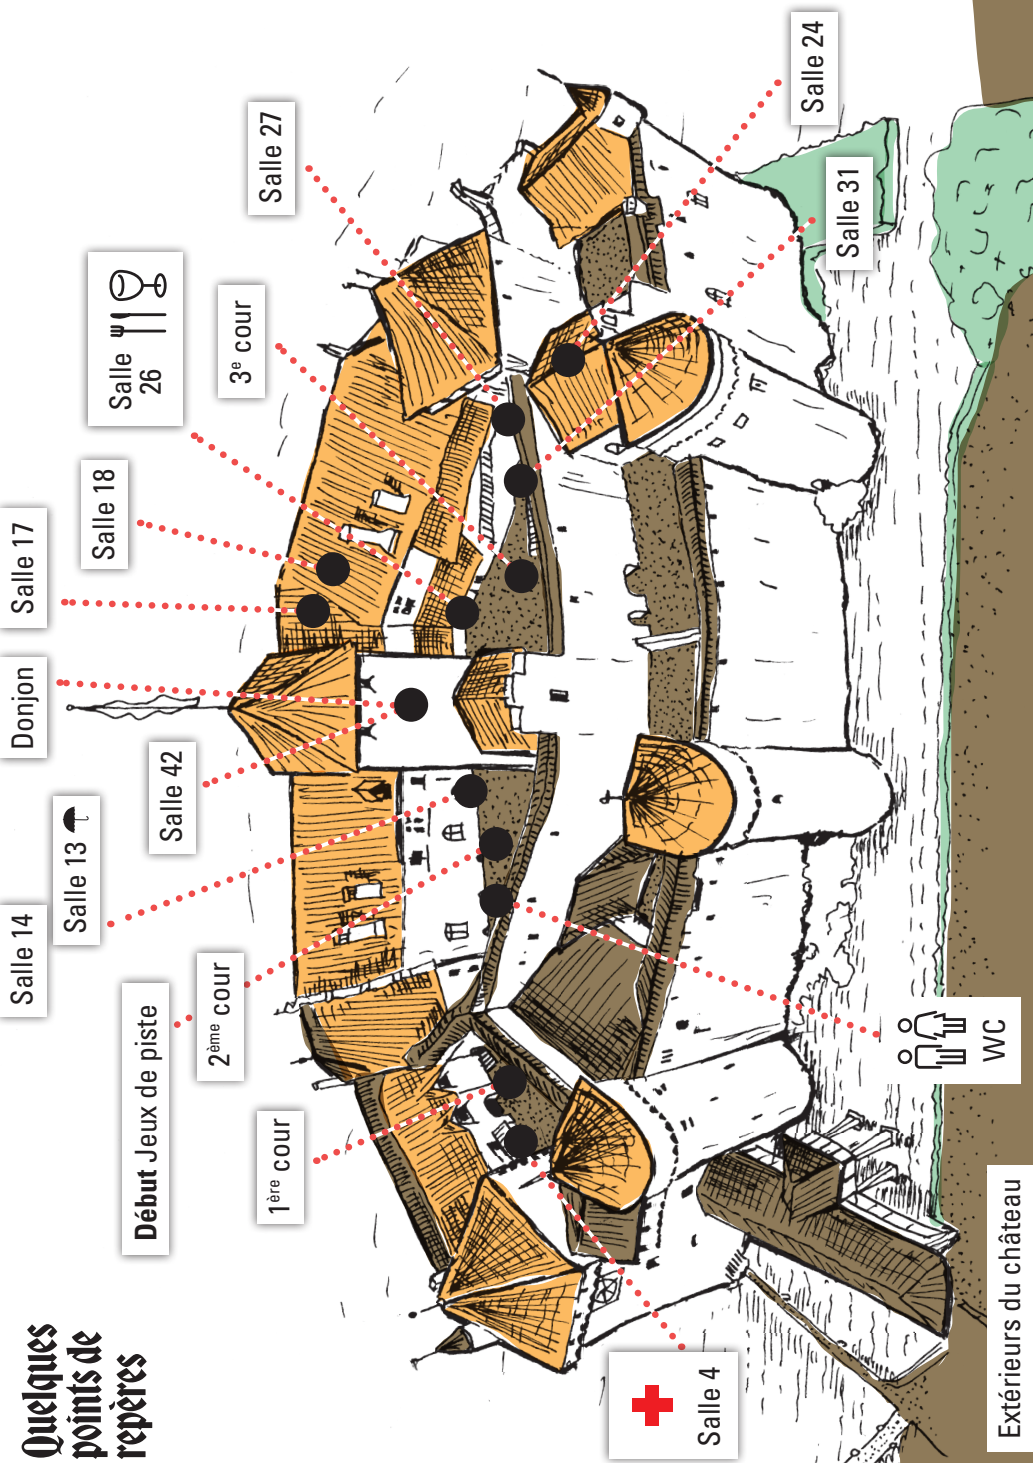 Quelques
points de
repères
Début Jeux de piste
1ère cour
2ème cour
Salle 14
Salle 13
Salle 42
Donjon
Salle 17
Salle 18
Salle
26
3e cour
Salle 27
Salle 24
Salle 31
WC
Salle 4
Extérieurs du château